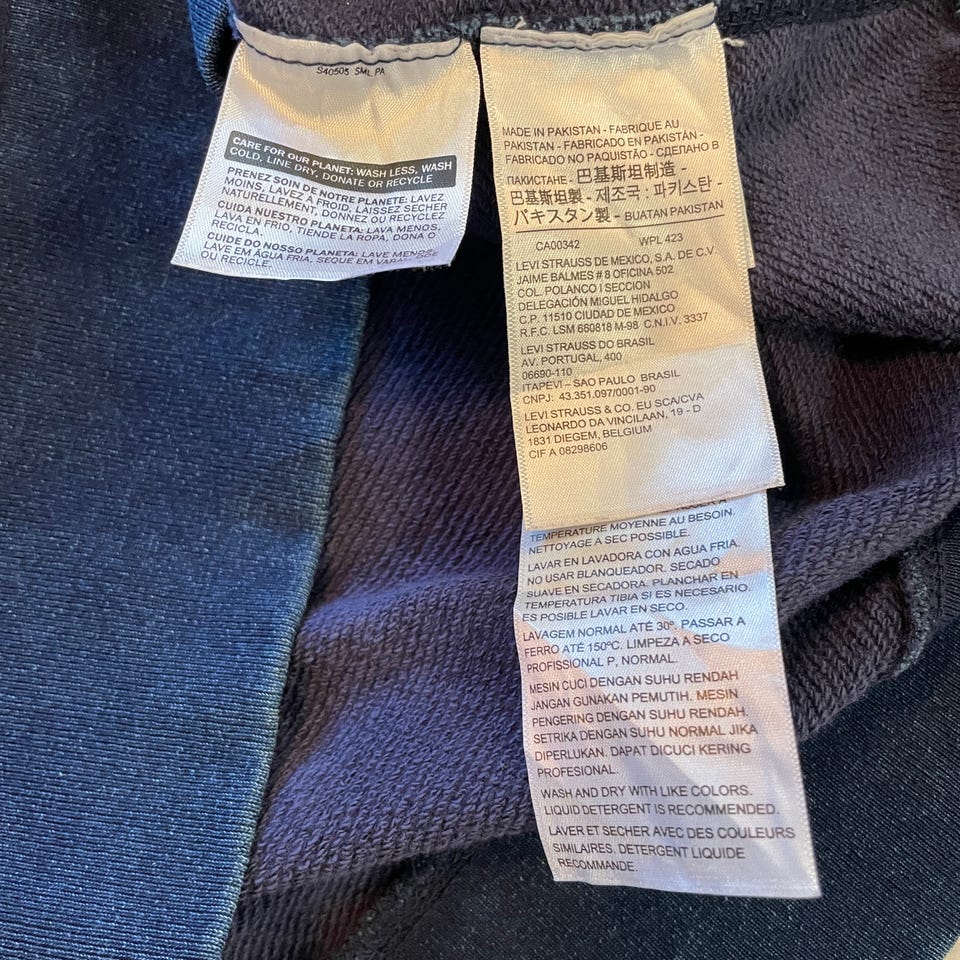 S40505 SML PA
CARE FOR OUR PLANET: WASH LESS, WASH
COLD, LINE DRY, DONATE OR RECYCLE
PRENEZ SOIN DE NOTRE PLANETE: LAVEZ
MOINS, LAVEZ À FROID, LAISSEZ SECHER
NATURELLEMENT, DONNEZ OU RECYCLEZ
CUIDA NUESTRO PLANETA: LAVA MENOS,
LAVA EN FRIO, TIENDE LA ROPA, DONA O
RECICLA.
CUIDE DO NOSSO PLANETA: LAVE MENOS,
LAVE EM ÁGUA FRIA, SEQUE EM VARAL, DOE
OU RECICLE.
MADE IN PAKISTAN - FABRIQUE AU
PAKISTAN - FABRICADO EN PAKISTÁN -
FABRICADO NO PAQUISTÃO - СДЕЛАНО В
ПАКИСТАНЕ - 巴基斯坦制造 -
巴基斯坦製 - 제조국 : 파키스탄 -
パキスタン製 - BUATAN PAKISTAN
CA00342 WPL 423
LEVI STRAUSS DE MEXICO, S.A. DE C.V.
JAIME BALMES # 8 OFICINA 502
COL. POLANCO I SECCION
DELEGACIÓN MIGUEL HIDALGO
C.P. 11510 CIUDAD DE MEXICO
R.F.C. LSM 660818 M-98 C.N.I.V. 3337
LEVI STRAUSS DO BRASIL
AV. PORTUGAL, 400
06690-110
ITAPEVI – SAO PAULO BRASIL
CNPJ: 43.351.097/0001-90
LEVI STRAUSS & CO. EU SCA/CVA
LEONARDO DA VINCILAAN, 19 - D
1831 DIEGEM, BELGIUM
CIF A 08298606
TEMPERATURE MOYENNE AU BESOIN.
NETTOYAGE A SEC POSSIBLE.
LAVAR EN LAVADORA CON AGUA FRIA.
NO USAR BLANQUEADOR. SECADO
SUAVE EN SECADORA. PLANCHAR EN
TEMPERATURA TIBIA SI ES NECESARIO.
ES POSIBLE LAVAR EN SECO.
LAVAGEM NORMAL ATÉ 30º. PASSAR A
FERRO ATÉ 150ºC. LIMPEZA A SECO
PROFISSIONAL P, NORMAL.
MESIN CUCI DENGAN SUHU RENDAH
JANGAN GUNAKAN PEMUTIH. MESIN
PENGERING DENGAN SUHU RENDAH.
SETRIKA DENGAN SUHU NORMAL JIKA
DIPERLUKAN. DAPAT DICUCI KERING
PROFESIONAL.
WASH AND DRY WITH LIKE COLORS.
LIQUID DETERGENT IS RECOMMENDED.
LAVER ET SECHER AVEC DES COULEURS
SIMILAIRES. DETERGENT LIQUIDE
RECOMMANDE.